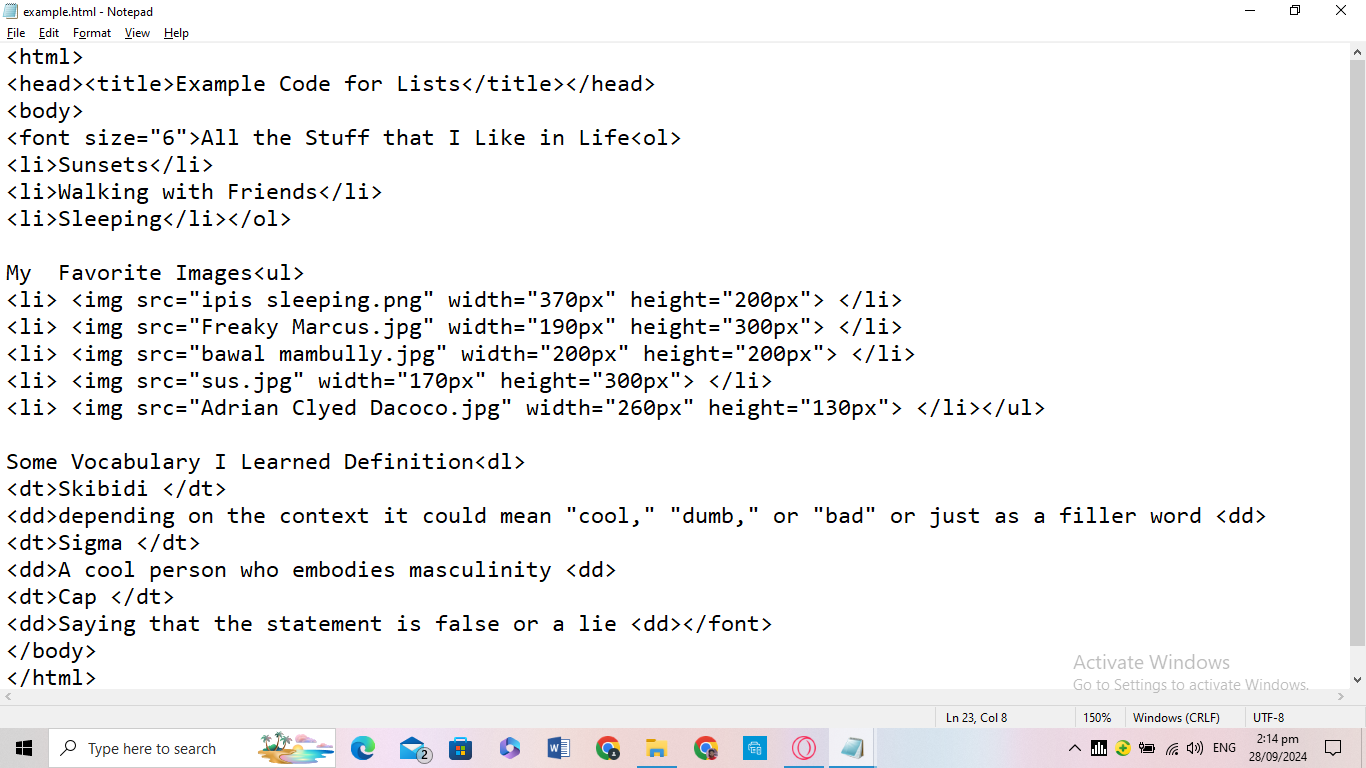 example.html - Notepad
File Edit Format View Help
<html>
<head><title>Example Code for Lists</title></head>
<body>
<font size="6">All the Stuff that I Like in Life<ol>
<li>Sunsets</li>
<li>Walking with Friends</li>
<li>Sleeping</li></ol>

My  Favorite Images<ul>
<li> <img src="ipis sleeping.png" width="370px" height="200px"> </li>
<li> <img src="Freaky Marcus.jpg" width="190px" height="300px"> </li>
<li> <img src="bawal mambully.jpg" width="200px" height="200px"> </li>
<li> <img src="sus.jpg" width="170px" height="300px"> </li>
<li> <img src="Adrian Clyed Dacoco.jpg" width="260px" height="130px"> </li></ul>

Some Vocabulary I Learned Definition<dl>
<dt>Skibidi </dt>
<dd>depending on the context it could mean "cool," "dumb," or "bad" or just as a filler word <dd>
<dt>Sigma </dt>
<dd>A cool person who embodies masculinity <dd>
<dt>Cap </dt>
<dd>Saying that the statement is false or a lie <dd></font>
</body>
</html>
Activate Windows
Go to Settings to activate Windows.
Ln 23, Col 8 150% Windows (CRLF) UTF-8
Type here to search 2 W ENG 2:14 pm
28/09/2024